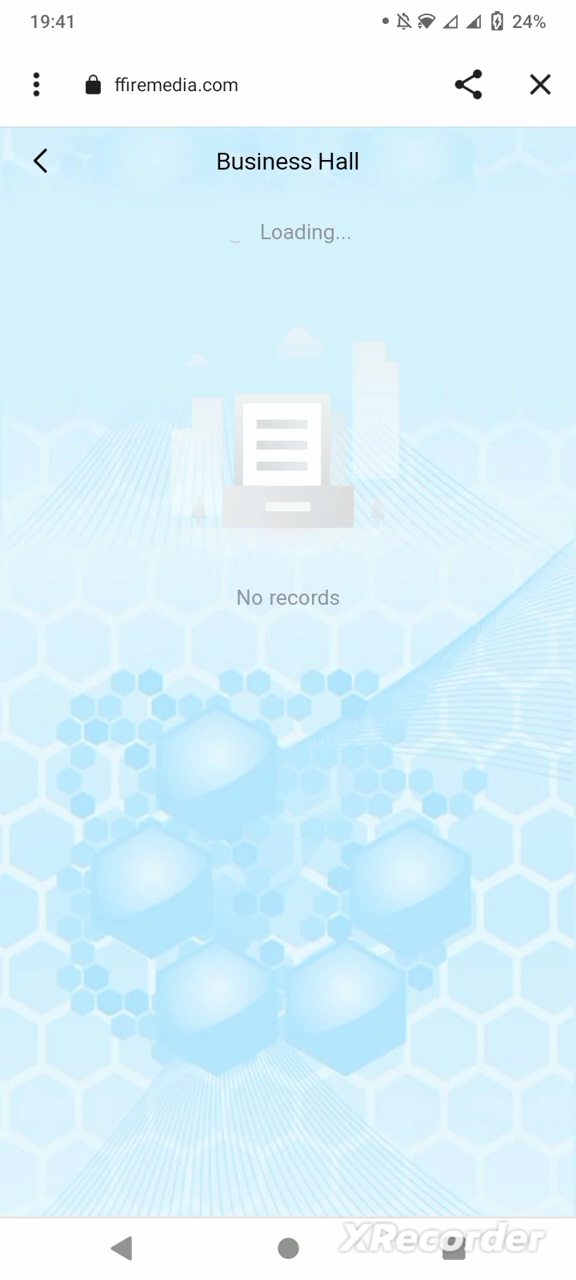 19:41
24%
ffiremedia.com
Business Hall
Loading...
No records
XRecorder